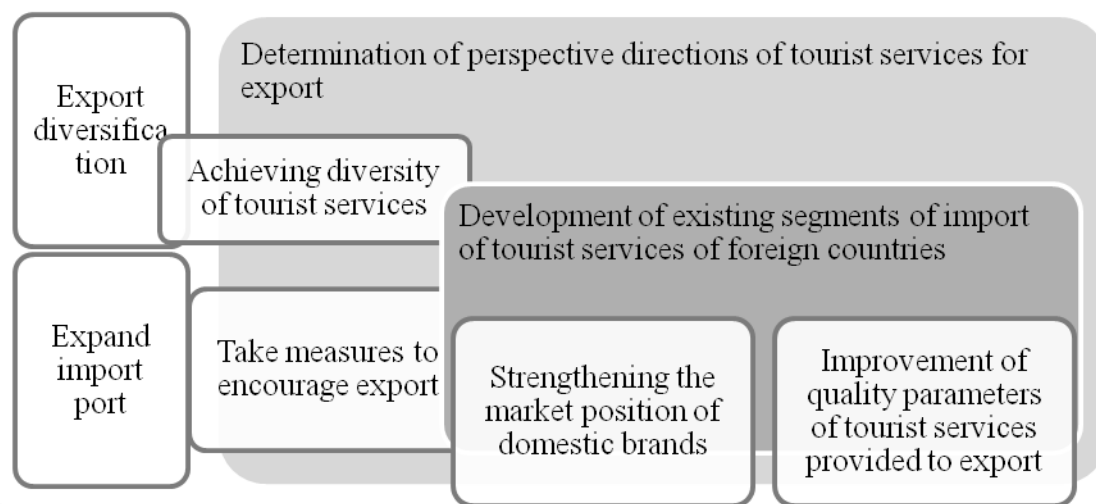 Export
diversifica
tion
Determination of perspective directions of tourist services for
export
Achieving diversity
of tourist services
Development of existing segments of import
of tourist services of foreign countries
Expand
import
port
Take measures to
encourage export
Strengthening the
market position of
domestic brands
Improvement of
quality parameters
of tourist services
provided to export